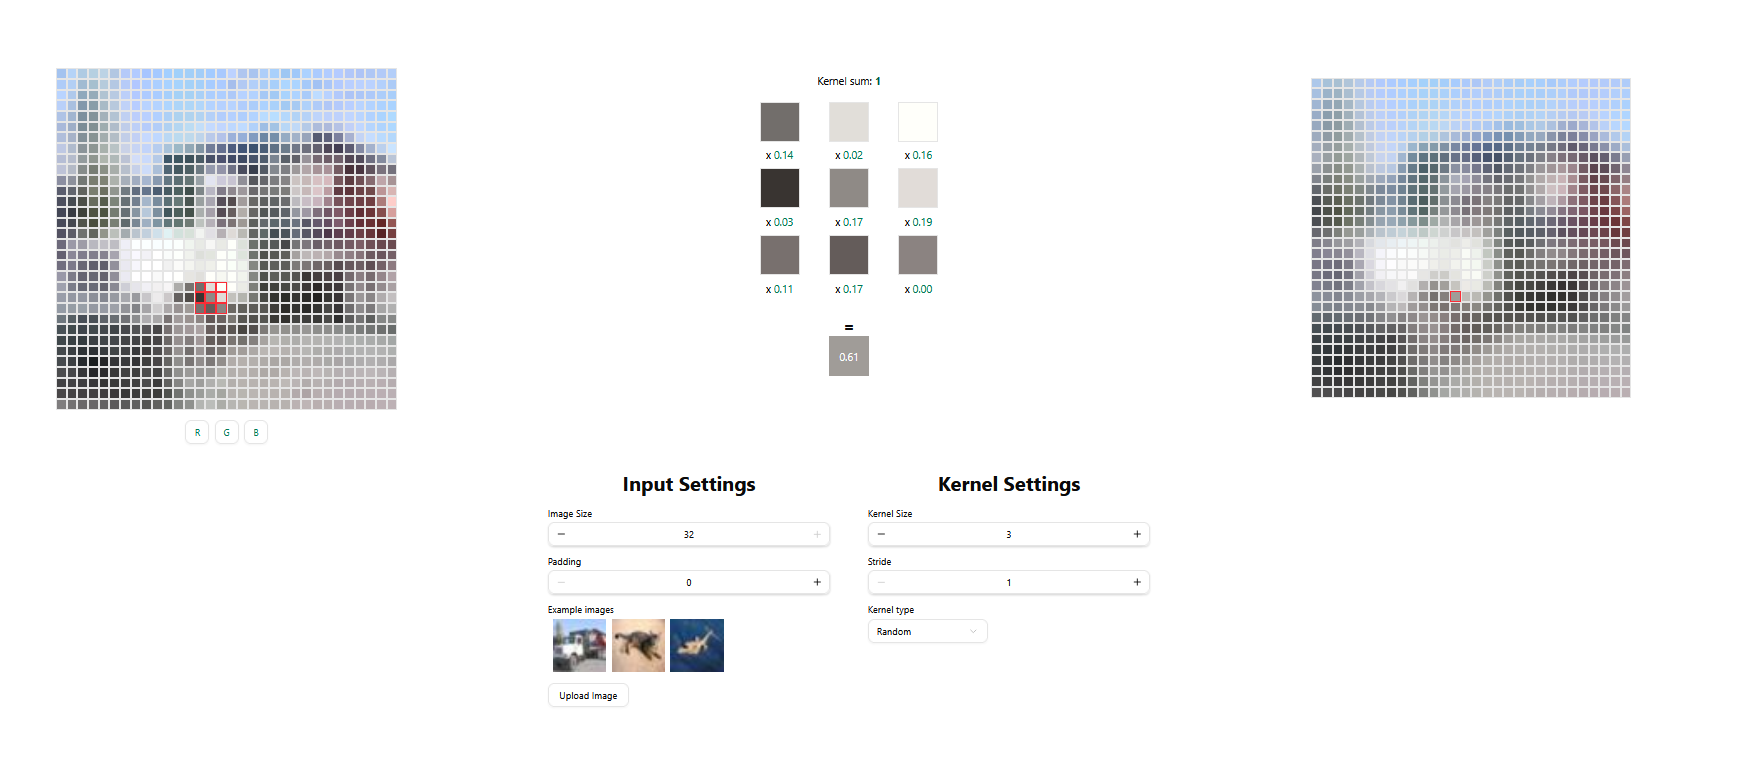 Kernel sum: 1
x 0.14 x 0.02 x 0.16
x 0.03 x 0.17 x 0.19
x 0.11 x 0.17 x 0.00
=
0.61
R G B
Input Settings
Image Size
− 32 +
Padding
− 0 +
Example images
Upload Image
Kernel Settings
Kernel Size
− 3 +
Stride
− 1 +
Kernel type
Random